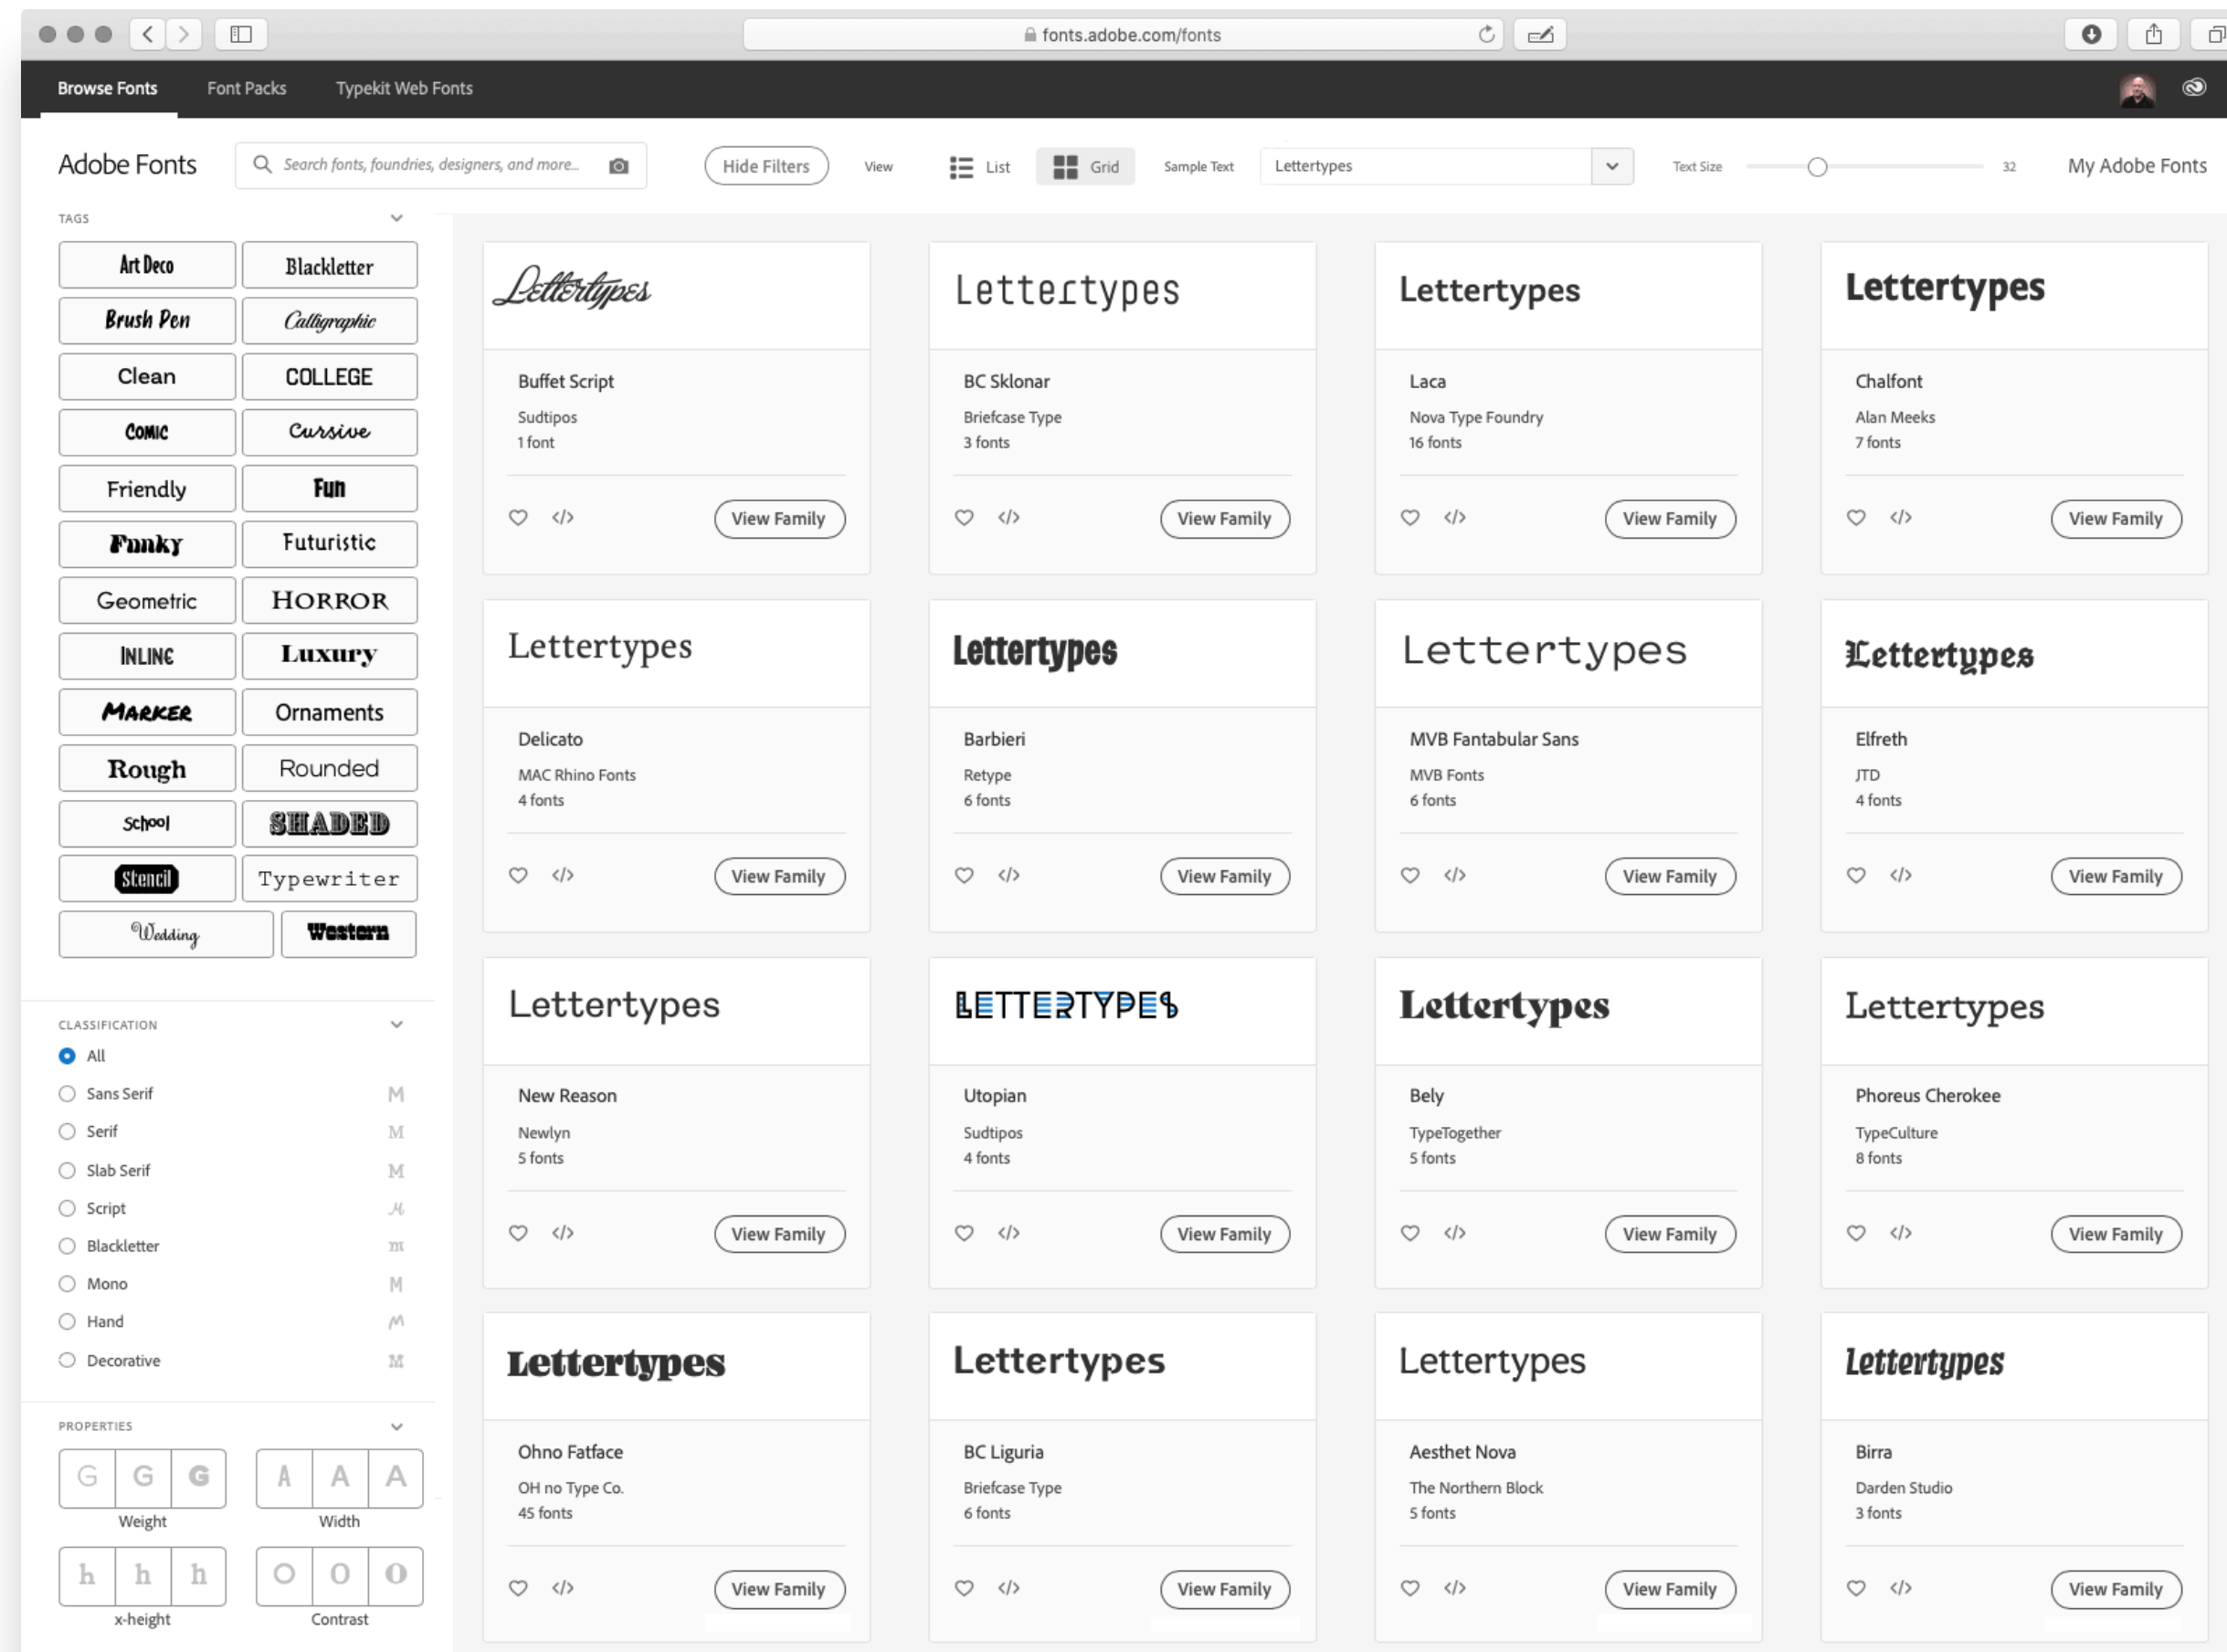 fonts.adobe.com/fonts
Browse Fonts Font Packs Typekit Web Fonts
Adobe Fonts Search fonts, foundries, designers, and more... Hide Filters View List Grid Sample Text Lettertypes Text Size 32 My Adobe Fonts
TAGS
Art Deco Blackletter
Brush Pen Calligraphic
Clean COLLEGE
COMIC Cursive
Friendly Fun
Funky Futuristic
Geometric HORROR
INLINE Luxury
MARKER Ornaments
Rough Rounded
School SHADED
Stencil Typewriter
Wedding Western
CLASSIFICATION
All
Sans Serif M
Serif M
Slab Serif M
Script M
Blackletter m
Mono M
Hand M
Decorative M
PROPERTIES
G G G A A A
Weight Width
h h h O O O
x-height Contrast
Lettertypes Lettertypes Lettertypes Lettertypes
Buffet Script BC Sklonar Laca Chalfont
Sudtipos Briefcase Type Nova Type Foundry Alan Meeks
1 font 3 fonts 16 fonts 7 fonts
</> View Family </> View Family </> View Family </> View Family
Lettertypes Lettertypes Lettertypes Lettertypes
Delicato Barbieri MVB Fantabular Sans Elfreth
MAC Rhino Fonts Retype MVB Fonts JTD
4 fonts 6 fonts 6 fonts 4 fonts
</> View Family </> View Family </> View Family </> View Family
Lettertypes LETTERTYPES Lettertypes Lettertypes
New Reason Utopian Bely Phoreus Cherokee
Newlyn Sudtipos TypeTogether TypeCulture
5 fonts 4 fonts 5 fonts 8 fonts
</> View Family </> View Family </> View Family </> View Family
Lettertypes Lettertypes Lettertypes Lettertypes
Ohno Fatface BC Liguria Aesthet Nova Birra
OH no Type Co. Briefcase Type The Northern Block Darden Studio
45 fonts 6 fonts 5 fonts 3 fonts
</> View Family </> View Family </> View Family </> View Family